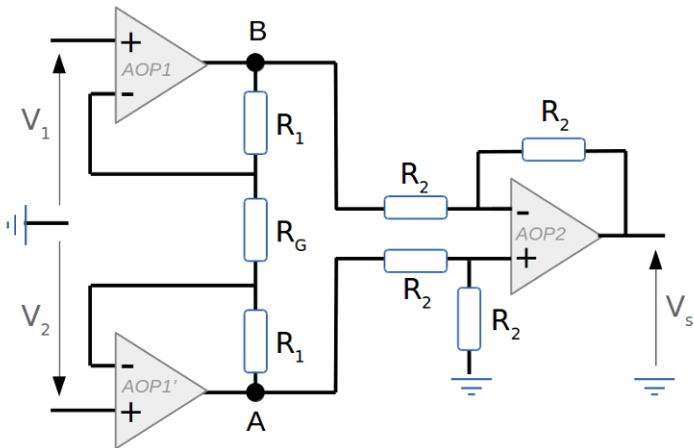 B
+
AOP1
-
V1
R1
R2
R2
RG
-
AOP2
+
R2
R2
Vs
V2
R1
-
AOP1'
+
A